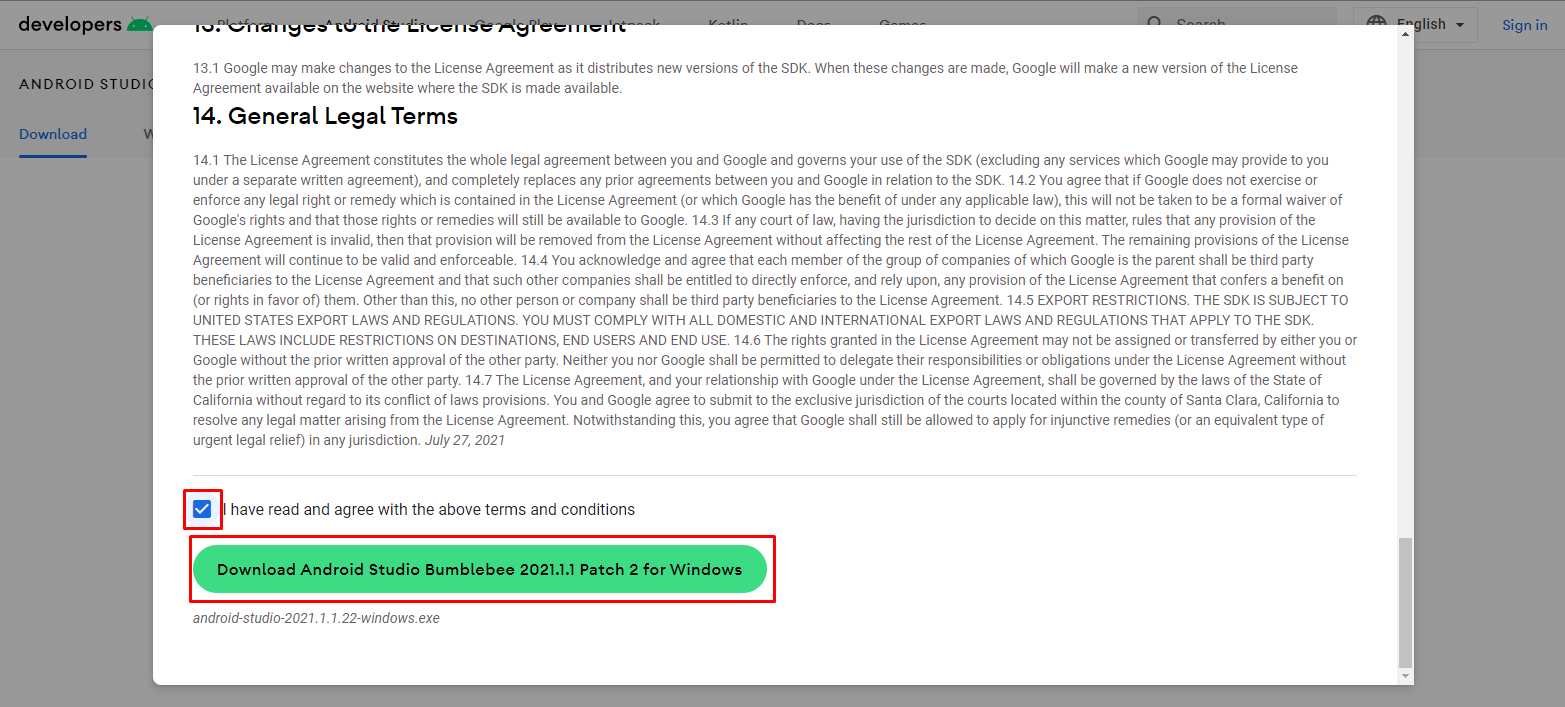 developers
Platform Android Studio Google Play Jetpack Kotlin Docs Games
Search
English
Sign in
ANDROID STUDIO
Download
W
13. Changes to the License Agreement
13.1 Google may make changes to the License Agreement as it distributes new versions of the SDK. When these changes are made, Google will make a new version of the License
Agreement available on the website where the SDK is made available.
14. General Legal Terms
14.1 The License Agreement constitutes the whole legal agreement between you and Google and governs your use of the SDK (excluding any services which Google may provide to you
under a separate written agreement), and completely replaces any prior agreements between you and Google in relation to the SDK. 14.2 You agree that if Google does not exercise or
enforce any legal right or remedy which is contained in the License Agreement (or which Google has the benefit of under any applicable law), this will not be taken to be a formal waiver of
Google's rights and that those rights or remedies will still be available to Google. 14.3 If any court of law, having the jurisdiction to decide on this matter, rules that any provision of the
License Agreement is invalid, then that provision will be removed from the License Agreement without affecting the rest of the License Agreement. The remaining provisions of the License
Agreement will continue to be valid and enforceable. 14.4 You acknowledge and agree that each member of the group of companies of which Google is the parent shall be third party
beneficiaries to the License Agreement and that such other companies shall be entitled to directly enforce, and rely upon, any provision of the License Agreement that confers a benefit on
(or rights in favor of) them. Other than this, no other person or company shall be third party beneficiaries to the License Agreement. 14.5 EXPORT RESTRICTIONS. THE SDK IS SUBJECT TO
UNITED STATES EXPORT LAWS AND REGULATIONS. YOU MUST COMPLY WITH ALL DOMESTIC AND INTERNATIONAL EXPORT LAWS AND REGULATIONS THAT APPLY TO THE SDK.
THESE LAWS INCLUDE RESTRICTIONS ON DESTINATIONS, END USERS AND END USE. 14.6 The rights granted in the License Agreement may not be assigned or transferred by either you or
Google without the prior written approval of the other party. Neither you nor Google shall be permitted to delegate their responsibilities or obligations under the License Agreement without
the prior written approval of the other party. 14.7 The License Agreement, and your relationship with Google under the License Agreement, shall be governed by the laws of the State of
California without regard to its conflict of laws provisions. You and Google agree to submit to the exclusive jurisdiction of the courts located within the county of Santa Clara, California to
resolve any legal matter arising from the License Agreement. Notwithstanding this, you agree that Google shall still be allowed to apply for injunctive remedies (or an equivalent type of
urgent legal relief) in any jurisdiction. July 27, 2021
I have read and agree with the above terms and conditions
Download Android Studio Bumblebee 2021.1.1 Patch 2 for Windows
android-studio-2021.1.1.22-windows.exe